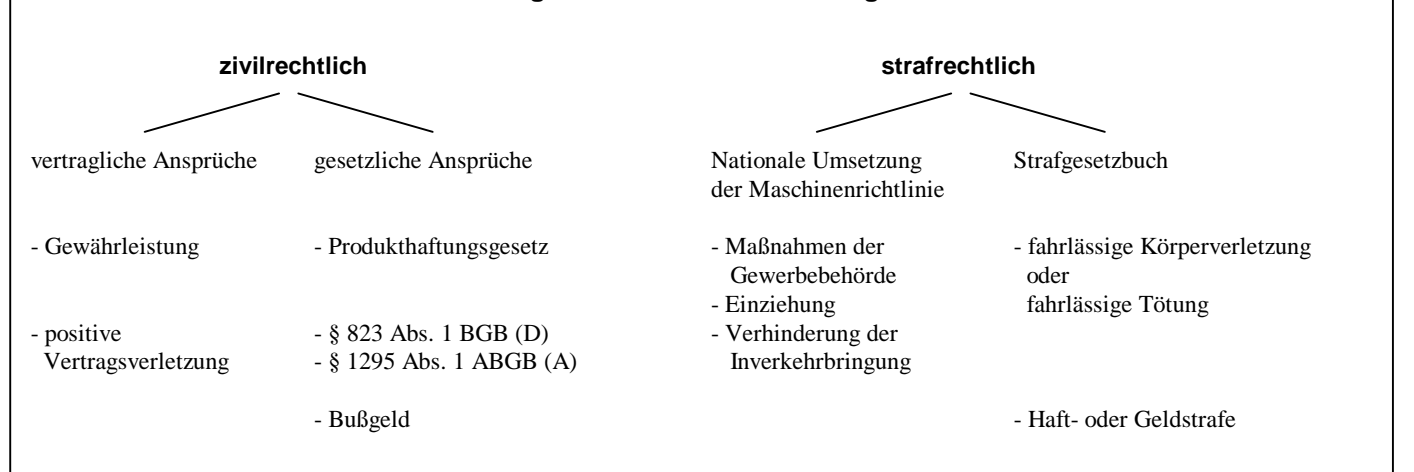 zivilrechtlich
strafrechtlich
vertragliche Ansprüche
gesetzliche Ansprüche
Nationale Umsetzung
der Maschinenrichtlinie
Strafgesetzbuch
- Gewährleistung
- Produkthaftungsgesetz
- Maßnahmen der
Gewerbebehörde
- Einziehung
- Verhinderung der
Inverkehrbringung
- fahrlässige Körperverletzung
oder
fahrlässige Tötung
- positive
Vertragsverletzung
- § 823 Abs. 1 BGB (D)
- § 1295 Abs. 1 ABGB (A)
- Bußgeld
- Haft- oder Geldstrafe